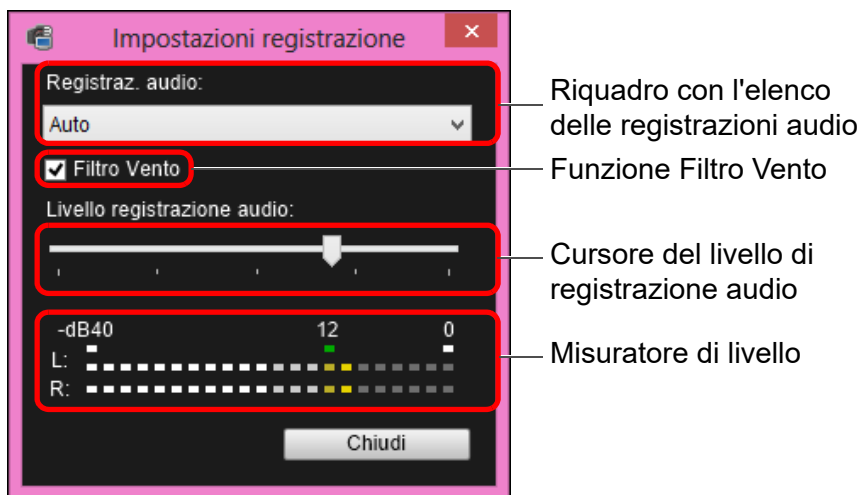 Impostazioni registrazione
Registraz. audio:
Auto
Filtro Vento
Livello registrazione audio:
-dB40 12 0
L:
R:
Chiudi
Riquadro con l'elenco
delle registrazioni audio
Funzione Filtro Vento
Cursore del livello di
registrazione audio
Misuratore di livello